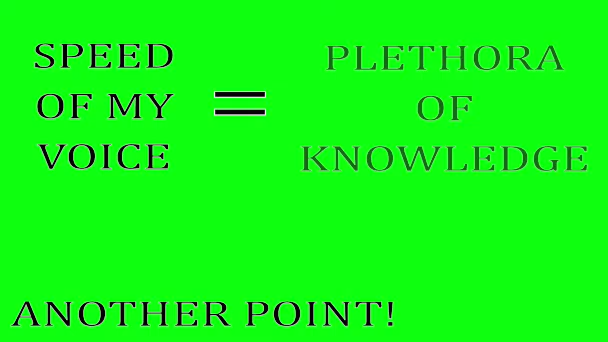 SPEED
OF MY
VOICE
=
PLETHORA
OF
KNOWLEDGE
ANOTHER POINT!